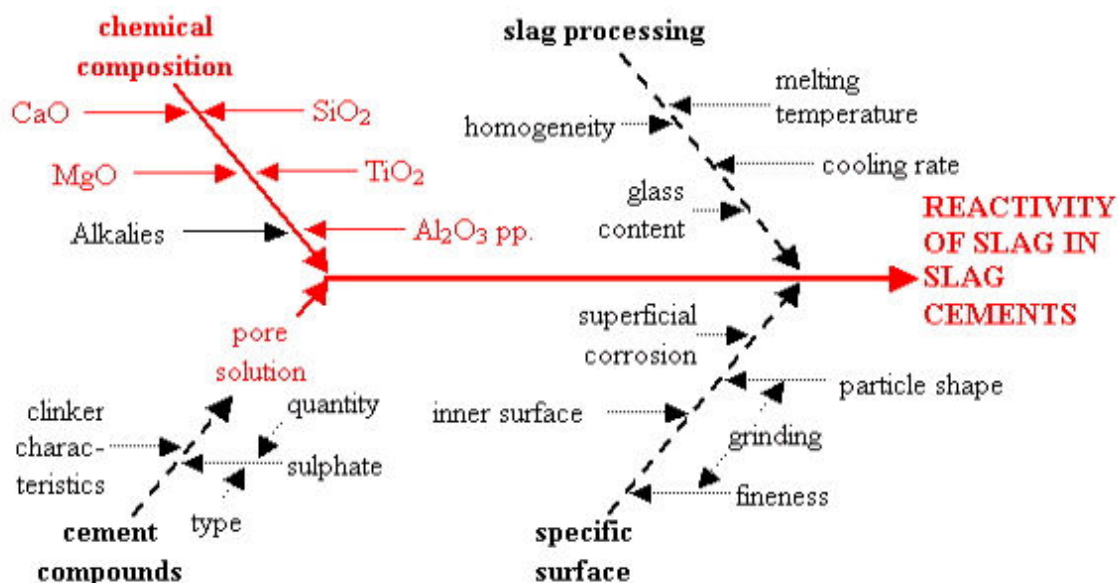 chemical
composition
slag processing
CaO
SiO₂
melting
temperature
homogeneity
MgO
TiO₂
cooling rate
glass
content
Alkalies
Al₂O₃ pp.
REACTIVITY
OF SLAG IN
SLAG
CEMENTS
pore
solution
superficial
corrosion
particle shape
clinker
charac-
teristics
quantity
sulphate
type
inner surface
grinding
fineness
cement
compounds
specific
surface